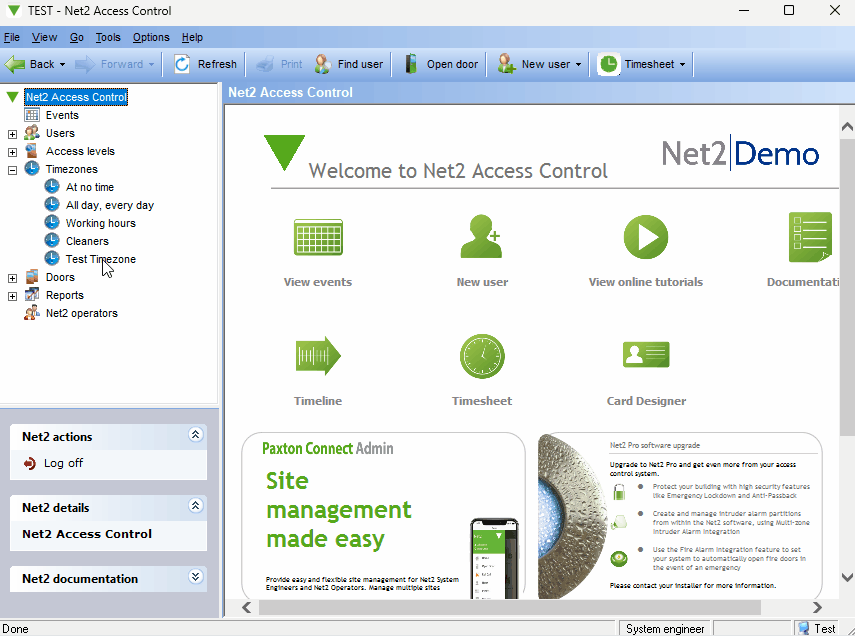 TEST - Net2 Access Control
File View Go Tools Options Help
Back Forward Refresh Print Find user Open door New user Timesheet
Net2 Access Control
Events
Users
Access levels
Timezones
At no time
All day, every day
Working hours
Cleaners
Test Timezone
Doors
Reports
Net2 operators
Net2 actions
Log off
Net2 details
Net2 Access Control
Net2 documentation
Net2 Access Control
Welcome to Net2 Access Control
Net2 Demo
View events New user View online tutorials Documentati
Timeline Timesheet Card Designer
Paxton Connect Admin
Site
management
made easy
Provide easy and flexible site management for Net2 System
Engineers and Net2 Operators. Manage multiple sites
Net2 Pro software upgrade
Upgrade to Net2 Pro and get even more from your access
control system.
Protect your building with high security features
like Emergency Lockdown and Anti-Passback
Create and manage intruder alarm partitions
from within the Net2 software, using Multi-zone
Intruder Alarm Integration
Use the Fire Alarm Integration feature to set
your system to automatically open fire doors in
the event of an emergency
Please contact your installer for more information.
Done System engineer Test